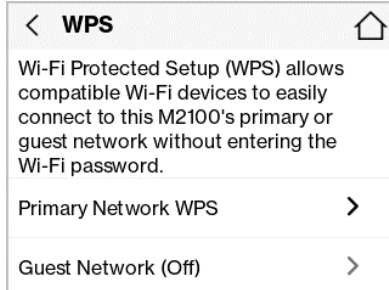 WPS
Wi-Fi Protected Setup (WPS) allows
compatible Wi-Fi devices to easily
connect to this M2100's primary or
guest network without entering the
Wi-Fi password.
Primary Network WPS
Guest Network (Off)